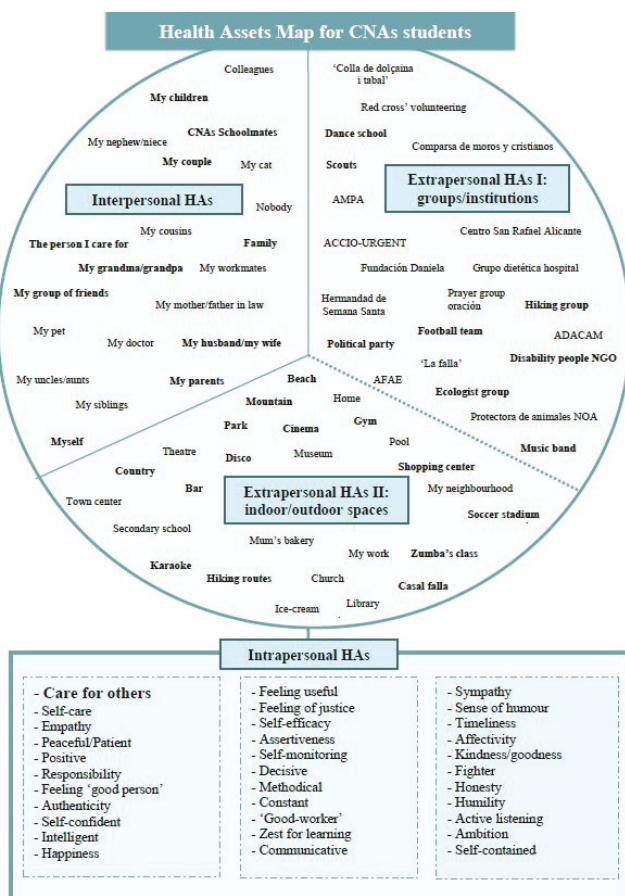 Health Assets Map for CNAs students
Colleagues
My children
CNAs Schoolmates
My nephew/niece
My couple
My cat
Interpersonal HAs
Nobody
My cousins
The person I care for
Family
My grandma/grandpa
My workmates
My group of friends
My mother/father in law
My pet
My doctor
My husband/my wife
My uncles/aunts
My parents
My siblings
Myself
‘Colla de dolçaina
i tabal’
Red cross’ volunteering
Dance school
Comparsa de moros y cristianos
Scouts
Extrapersonal HAs I:
groups/institutions
AMPA
Centro San Rafael Alicante
ACCIO-URGENT
Fundación Daniela
Grupo dietética hospital
Hermandad de
Semana Santa
Prayer group
oración
Hiking group
Football team
ADACAM
Political party
‘La falla’
Disability people NGO
AFAE
Ecologist group
Protectora de animales NOA
Music band
Beach
Mountain
Home
Park
Cinema
Gym
Theatre
Disco
Museum
Pool
Country
Shopping center
Bar
Extrapersonal HAs II:
indoor/outdoor spaces
My neighbourhood
Town center
Soccer stadium
Secondary school
Mum’s bakery
My work
Zumba’s class
Karaoke
Hiking routes
Church
Casal falla
Ice-cream
Library
Intrapersonal HAs
- Care for others
- Self-care
- Empathy
- Peaceful/Patient
- Positive
- Responsibility
- Feeling ‘good person’
- Authenticity
- Self-confident
- Intelligent
- Happiness
- Feeling useful
- Feeling of justice
- Self-efficacy
- Assertiveness
- Self-monitoring
- Decisive
- Methodical
- Constant
- ‘Good-worker’
- Zest for learning
- Communicative
- Sympathy
- Sense of humour
- Timeliness
- Affectivity
- Kindness/goodness
- Fighter
- Honesty
- Humility
- Active listening
- Ambition
- Self-contained